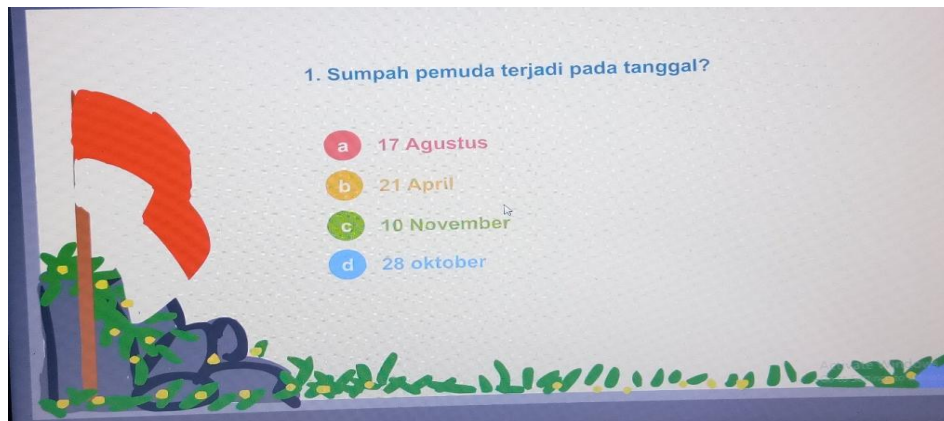 1. Sumpah pemuda terjadi pada tanggal?
a 17 Agustus
b 21 April
c 10 November
d 28 oktober